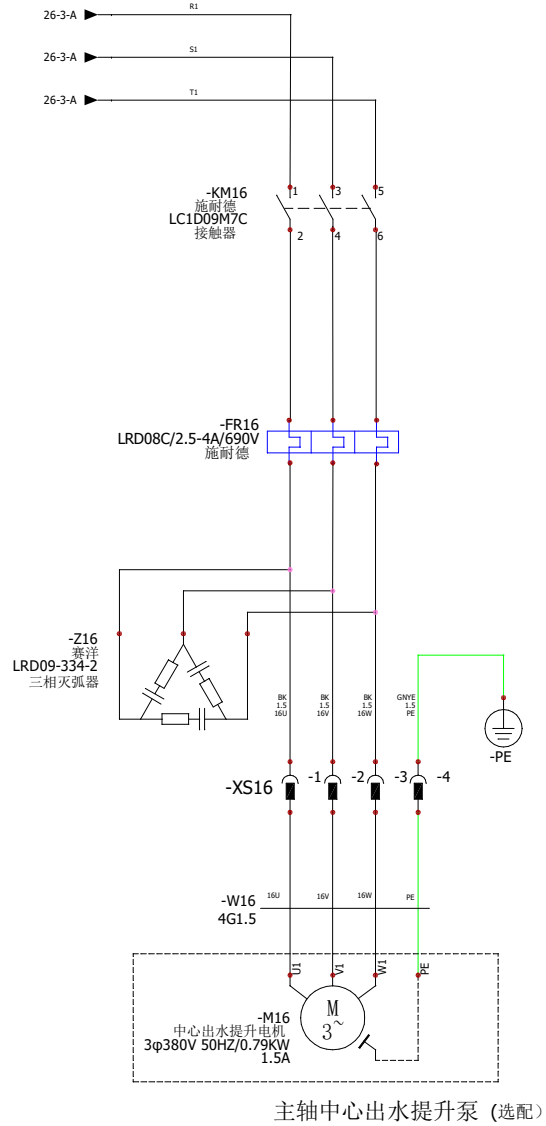 R1
26-3-A
S1
26-3-A
T1
26-3-A
-KM16
施耐德
LC1D09M7C
接触器
1 3 5
2 4 6
-FR16
LRD08C/2.5-4A/690V
施耐德
-Z16
赛洋
LRD09-334-2
三相灭弧器
BK
1.5
16U
BK
1.5
16V
BK
1.5
16W
GNYE
1.5
PE
-PE
-XS16 -1 -2 -3 -4
-W16
4G1.5
16U 16V 16W PE
U1 V1 W1 PE
-M16
中心出水提升电机
3φ380V 50HZ/0.79KW
1.5A
M
3~
主轴中心出水提升泵 (选配)